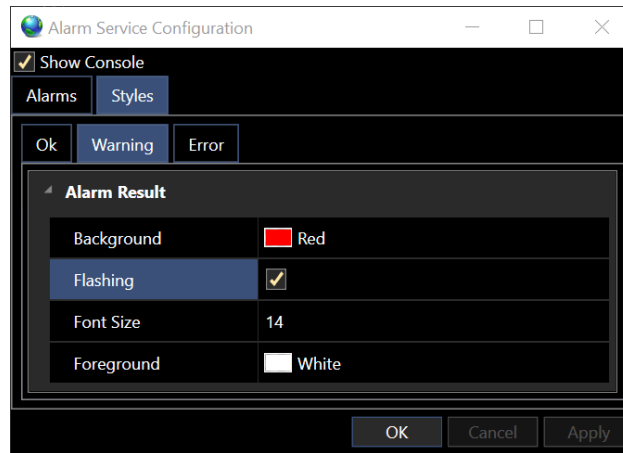 Alarm Service Configuration
Show Console
Alarms Styles
Ok Warning Error
Alarm Result
Background Red
Flashing
Font Size 14
Foreground White
OK Cancel Apply